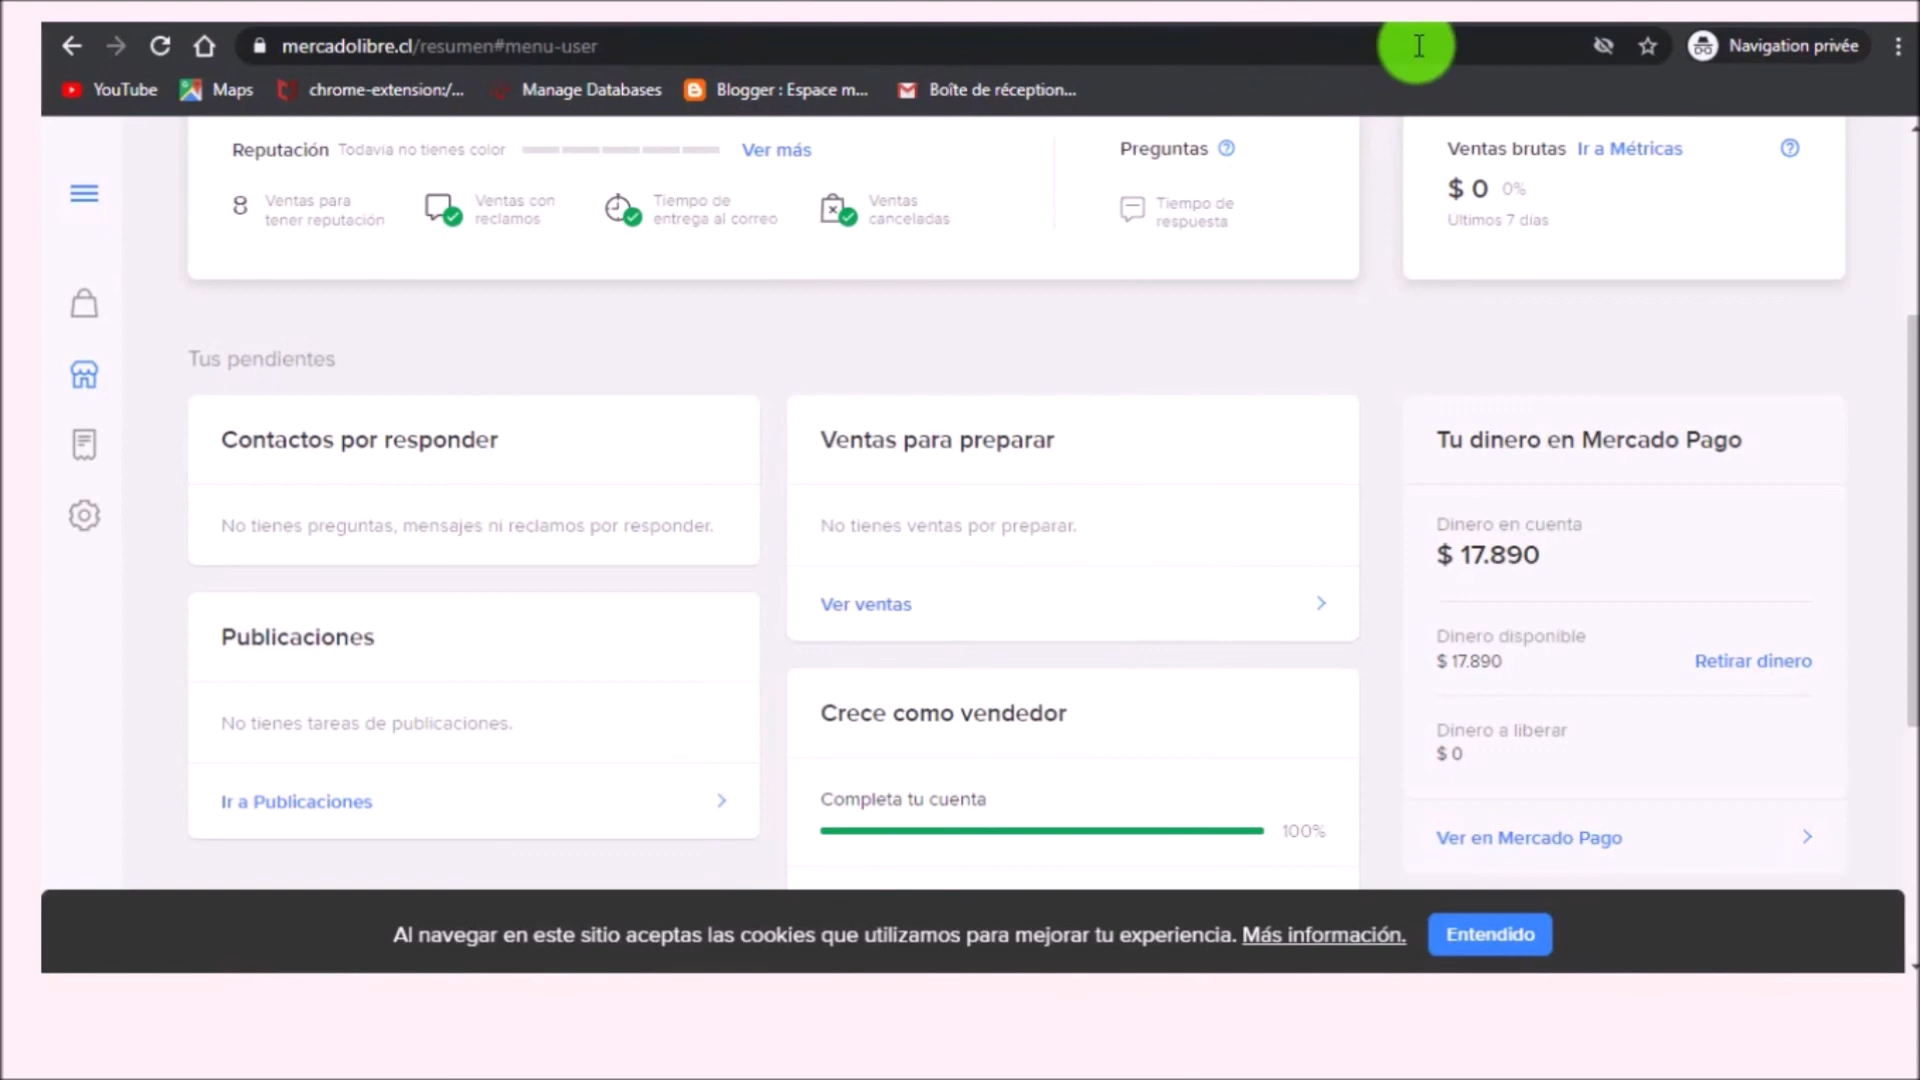 mercadolibre.cl/resumen#menu-user
Navigation privée
YouTube
Maps
chrome-extension:/...
Manage Databases
Blogger : Espace m...
Boîte de réception...
Reputación Todavía no tienes color
Ver más
8 Ventas para
tener reputación
Ventas con
reclamos
Tiempo de
entrega al correo
Ventas
canceladas
Preguntas
Tiempo de
respuesta
Ventas brutas Ir a Métricas
$ 0 0%
Últimos 7 días
Tus pendientes
Contactos por responder
No tienes preguntas, mensajes ni reclamos por responder.
Publicaciones
No tienes tareas de publicaciones.
Ir a Publicaciones
Ventas para preparar
No tienes ventas por preparar.
Ver ventas
Crece como vendedor
Completa tu cuenta
100%
Tu dinero en Mercado Pago
Dinero en cuenta
$ 17.890
Dinero disponible
$ 17.890
Retirar dinero
Dinero a liberar
$ 0
Ver en Mercado Pago
Al navegar en este sitio aceptas las cookies que utilizamos para mejorar tu experiencia. Más información.
Entendido